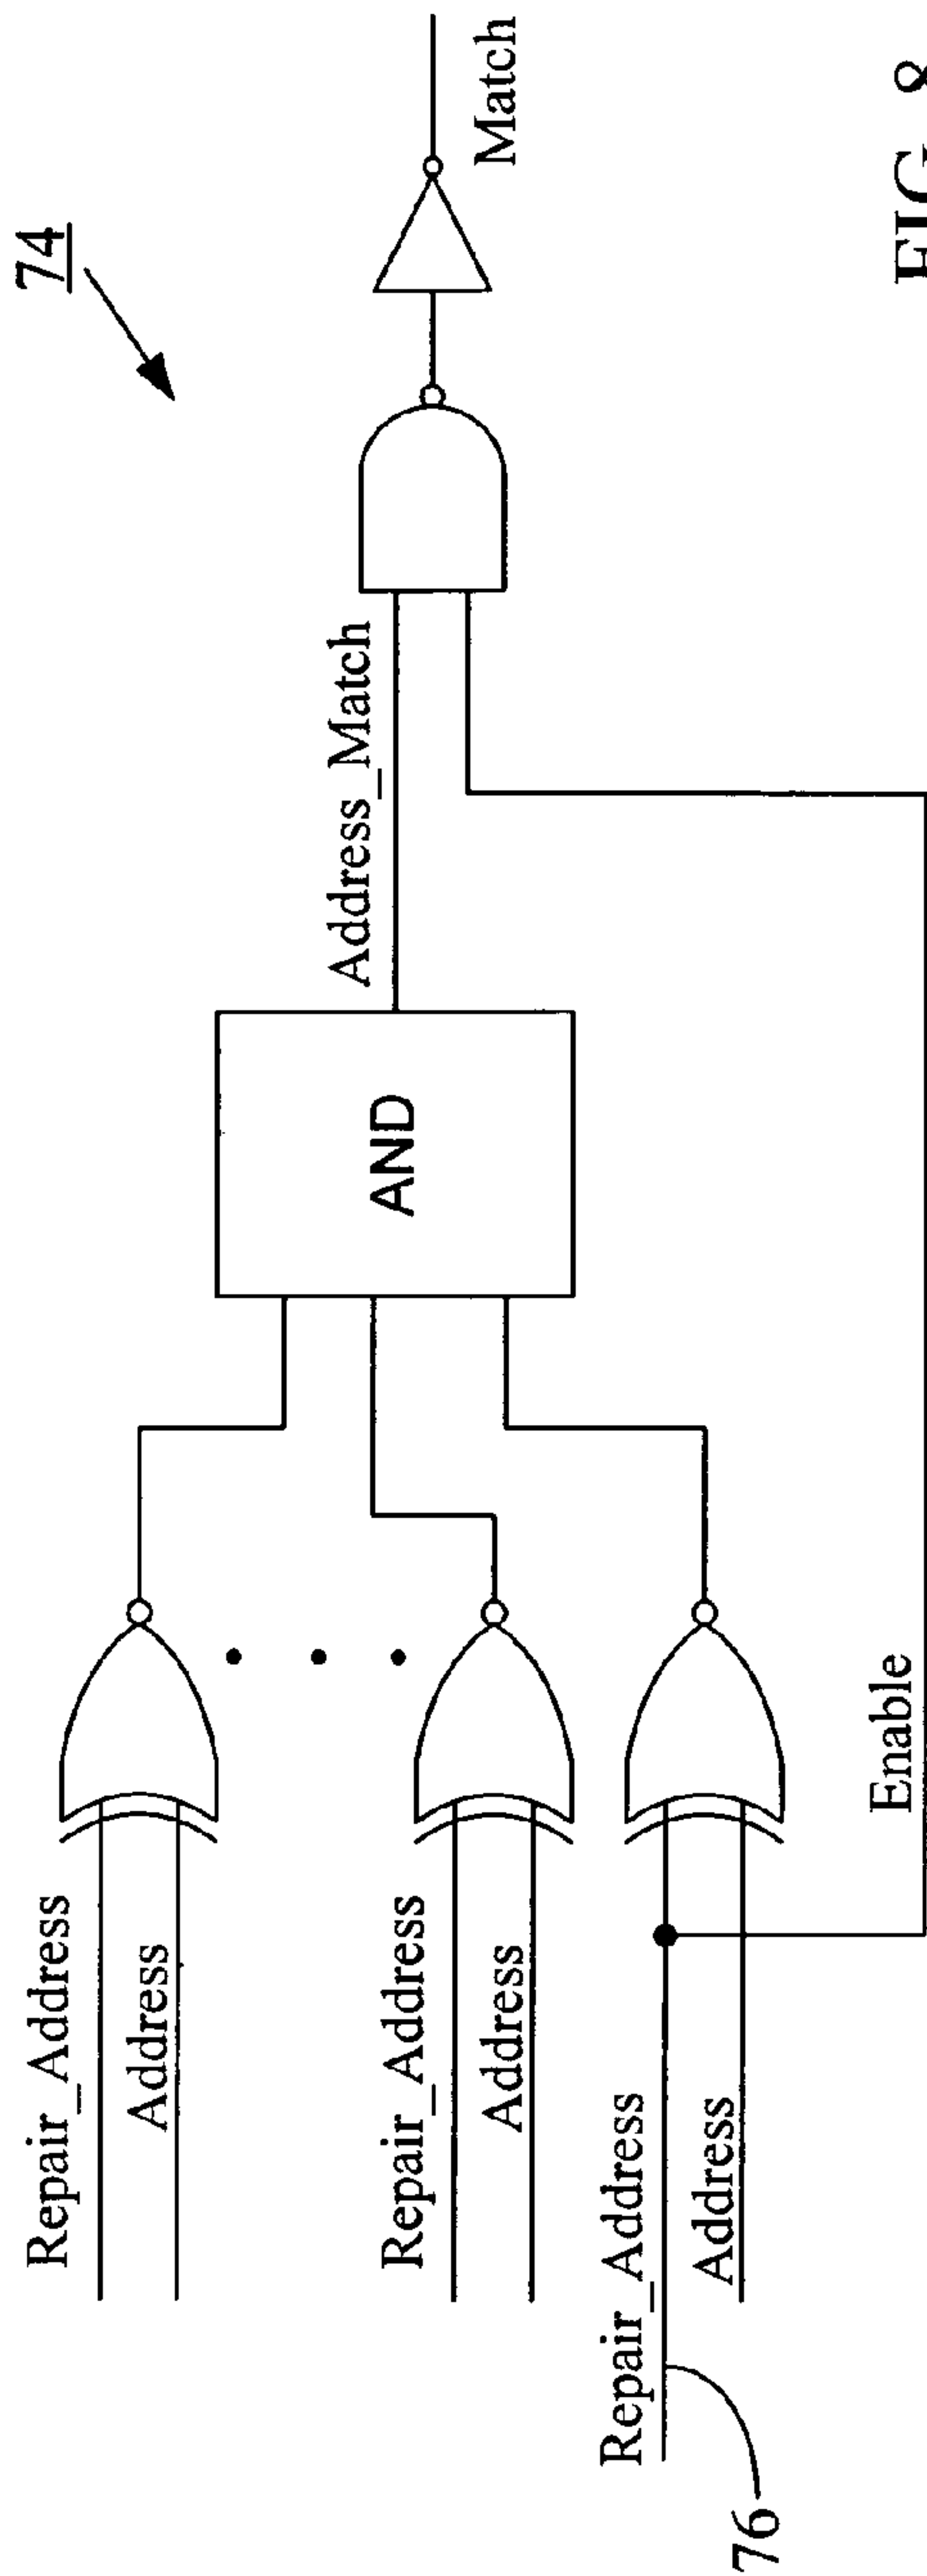 74
Repair_Address
Address
Repair_Address
Address
Repair_Address
Address
76
Enable
AND
Address_Match
Match
FIG. 8